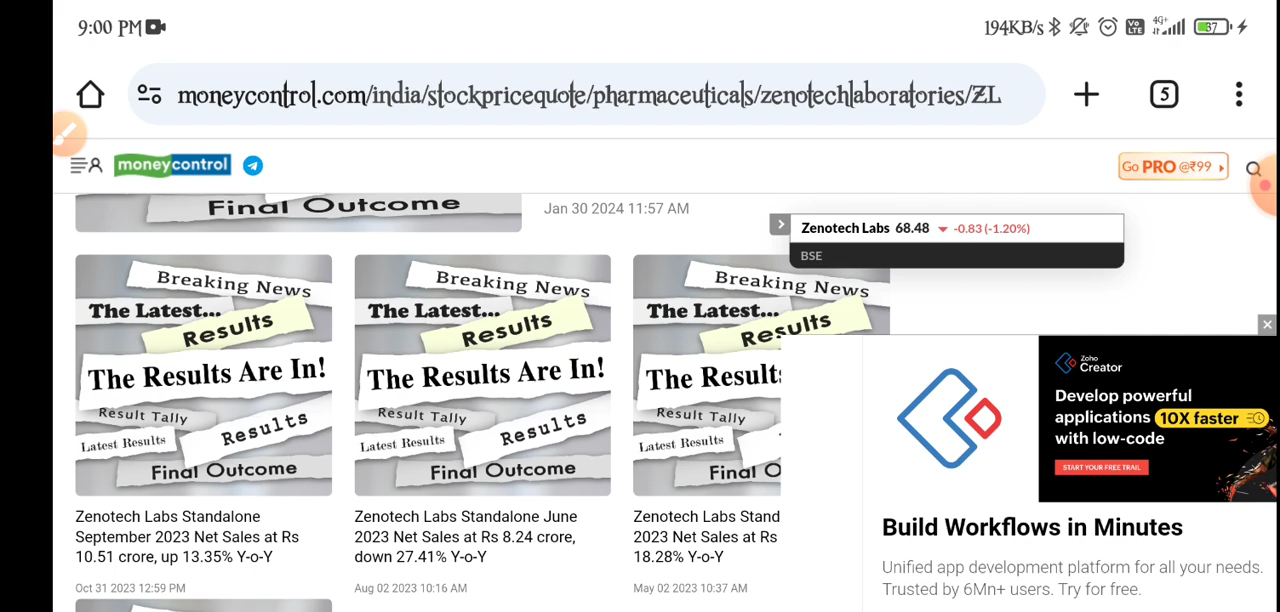 9:00 PM
194KB/s Vo LTE 4G+ 37
moneycontrol.com/india/stockpricequote/pharmaceuticals/zenotechlaboratories/ZL
5
moneycontrol
Go PRO @₹99
Final Outcome
Jan 30 2024 11:57 AM
Zenotech Labs 68.48 -0.83 (-1.20%)
BSE
Breaking News
The Latest...
Results
The Results Are In!
Result Tally
Latest Results
Results
Final Outcome
Breaking News
The Latest...
Results
The Results Are In!
Result Tally
Latest Results
Results
Final Outcome
Breaking News
The Latest...
Results
The Result
Result Tally
Latest Results
Final O
Zoho
Creator
Develop powerful
applications 10X faster
with low-code
START YOUR FREE TRAIL
Zenotech Labs Standalone
September 2023 Net Sales at Rs
10.51 crore, up 13.35% Y-o-Y
Oct 31 2023 12:59 PM
Zenotech Labs Standalone June
2023 Net Sales at Rs 8.24 crore,
down 27.41% Y-o-Y
Aug 02 2023 10:16 AM
Zenotech Labs Stand
2023 Net Sales at Rs
18.28% Y-o-Y
May 02 2023 10:37 AM
Build Workflows in Minutes
Unified app development platform for all your needs.
Trusted by 6Mn+ users. Try for free.